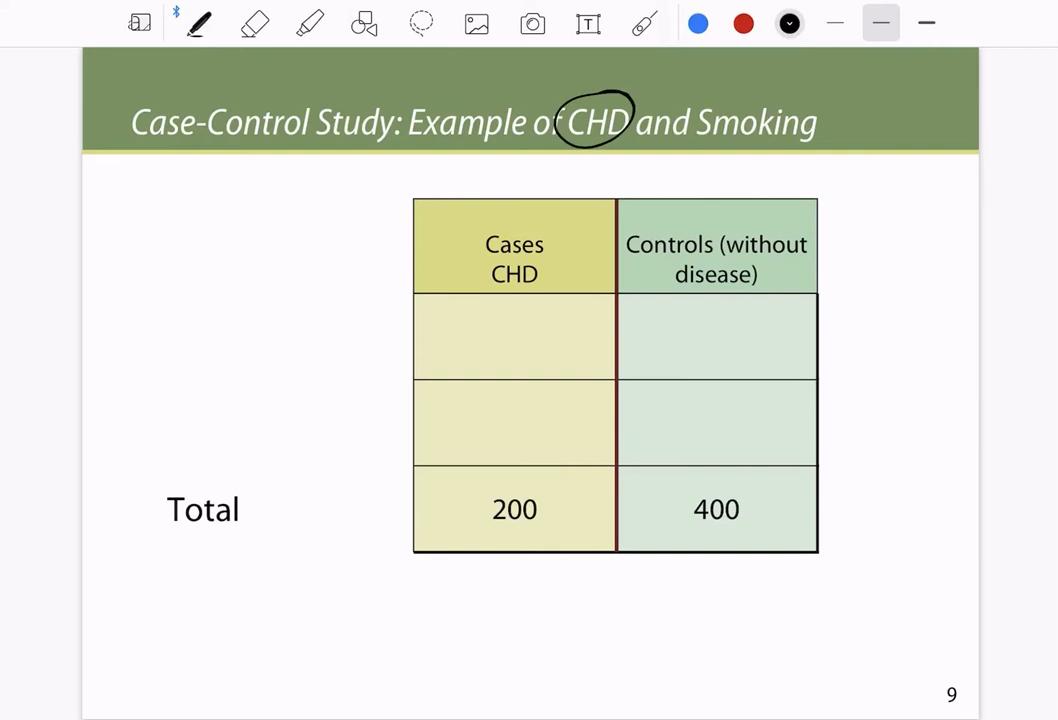 T
Case-Control Study: Example of CHD and Smoking
Cases
CHD
Controls (without
disease)
Total
200
400
9